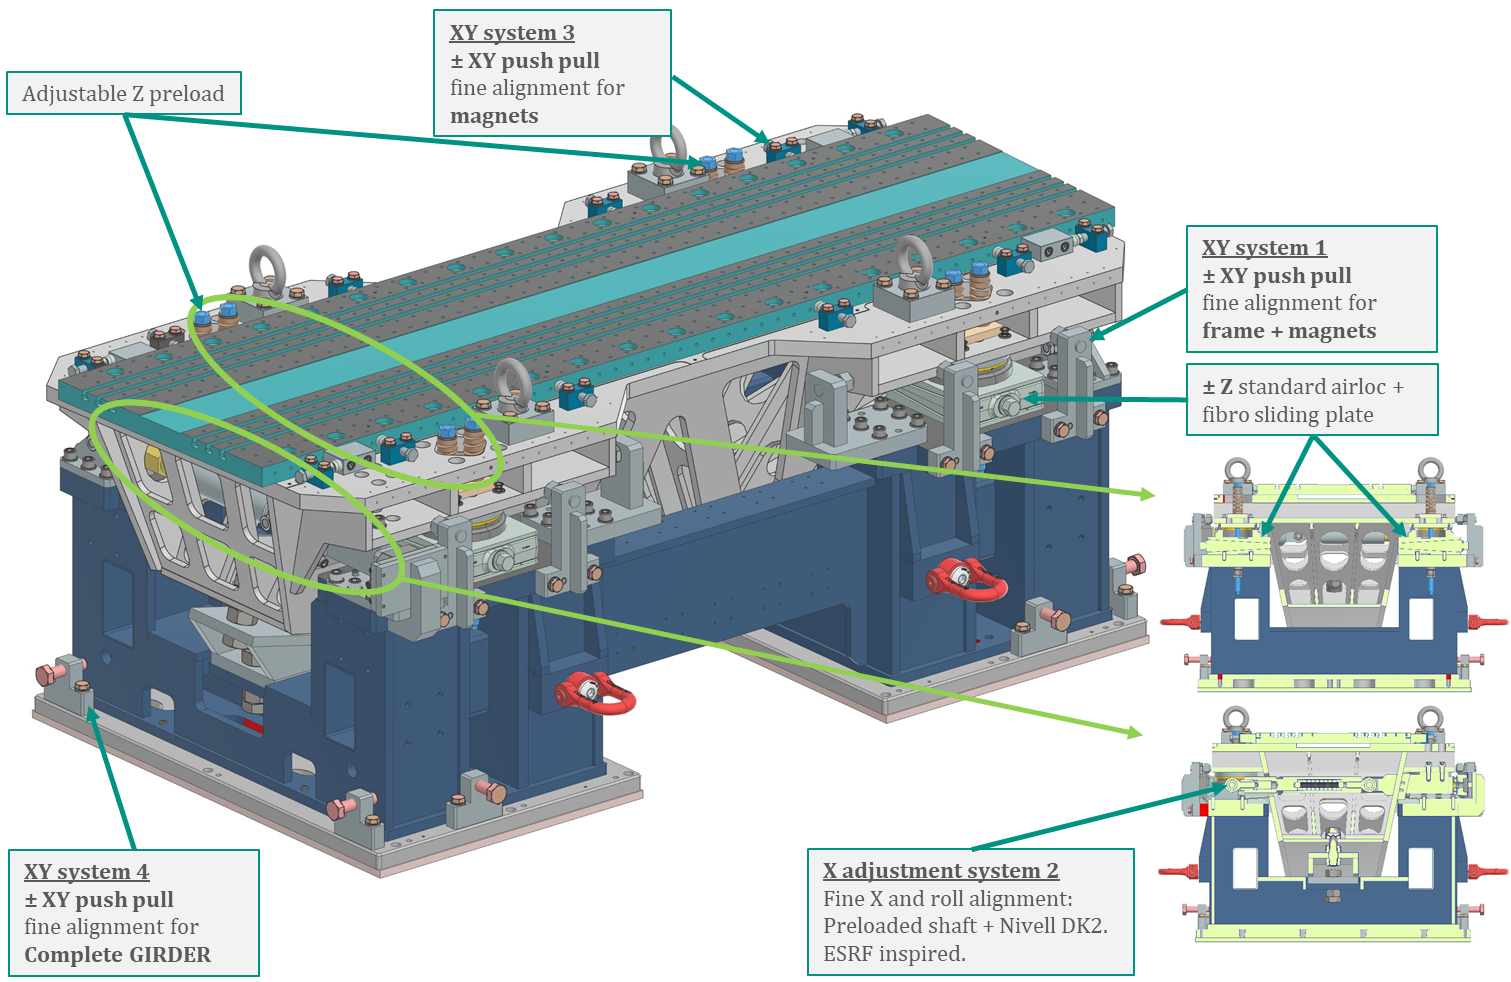 XY system 3
± XY push pull
fine alignment for
magnets
Adjustable Z preload
XY system 1
± XY push pull
fine alignment for
frame + magnets
± Z standard airloc +
fibro sliding plate
XY system 4
± XY push pull
fine alignment for
Complete GIRDER
X adjustment system 2
Fine X and roll alignment:
Preloaded shaft + Nivell DK2.
ESRF inspired.